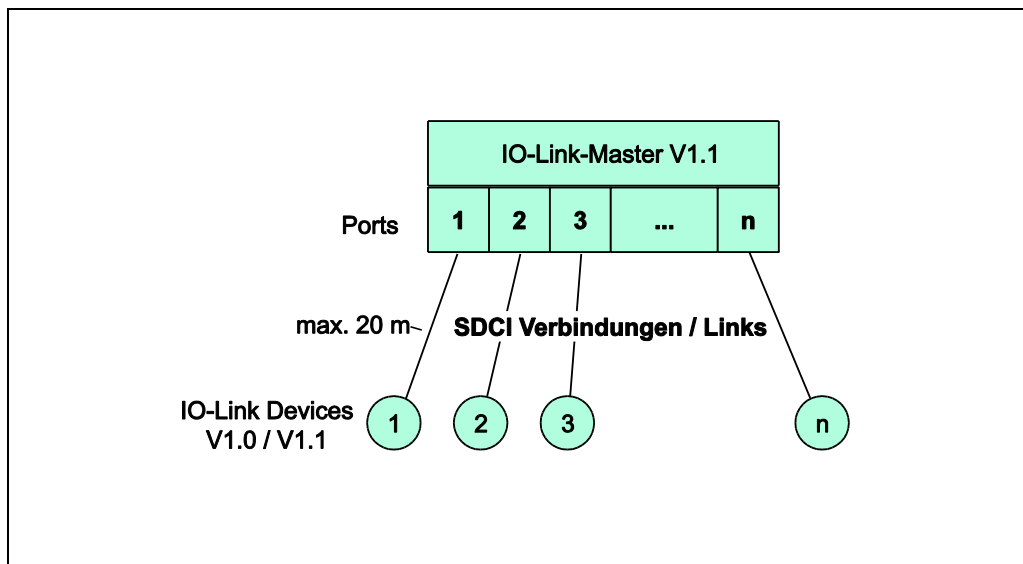 IO-Link-Master V1.1
Ports 1 2 3 ... n
max. 20 m
SDCI Verbindungen / Links
IO-Link Devices
V1.0 / V1.1
1 2 3 n